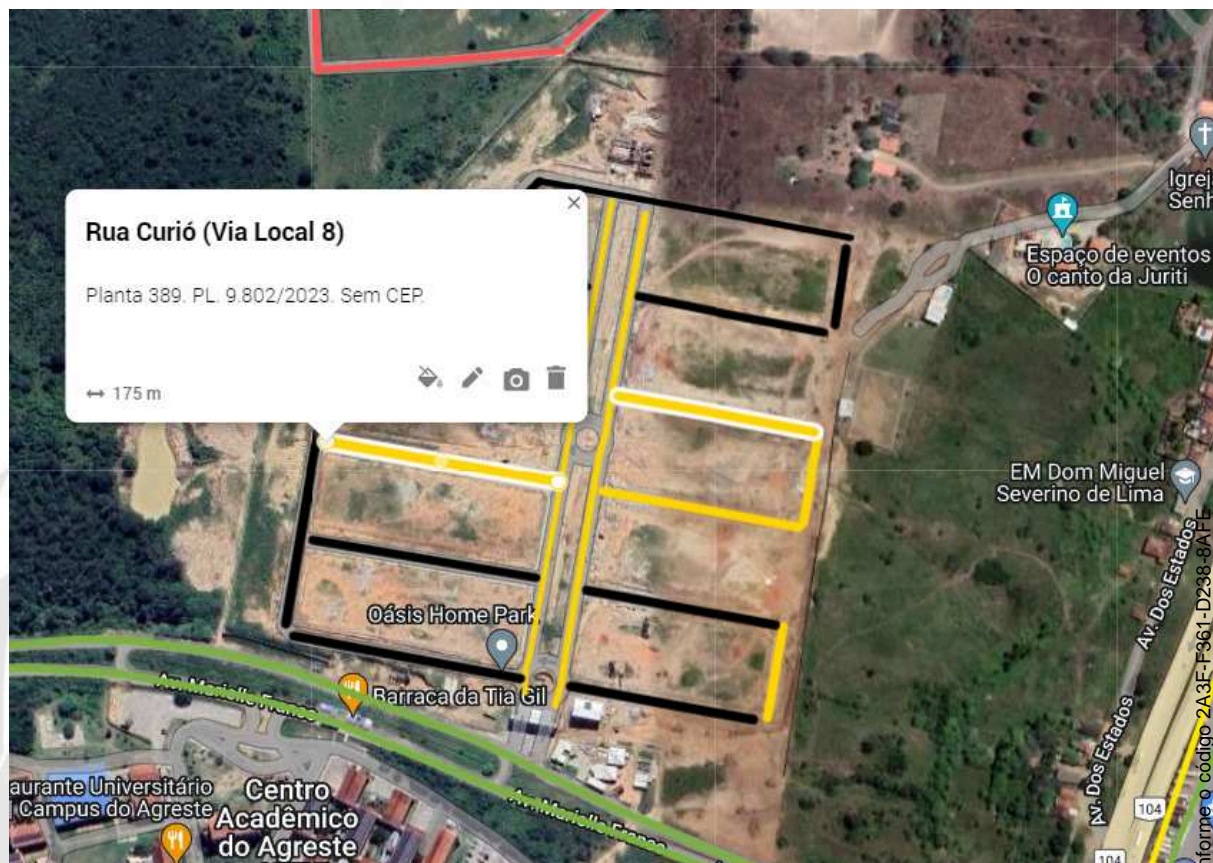 Rua Curió (Via Local 8)
Planta 389. PL. 9.802/2023. Sem CEP.
175 m
Igrej
Senh
Espaço de eventos
O canto da Juriti
EM Dom Miguel
Severino de Lima
Av. Dos Estados
Av. Dos Estados
Oásis Home Park
Barraca da Tia Gil
Av. Marielle Franco
Av. Marielle Franco
aurante Universitário
Campus do Agreste
Centro
Acadêmico
do Agreste
104
104
nforme o código 2A3F-F361-D238-8AFE